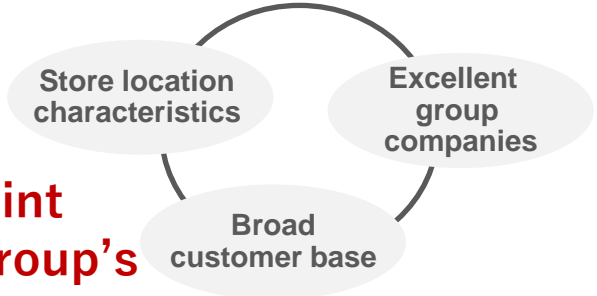 Store location
characteristics
Excellent
group
companies
Broad
customer base
int
roup’s